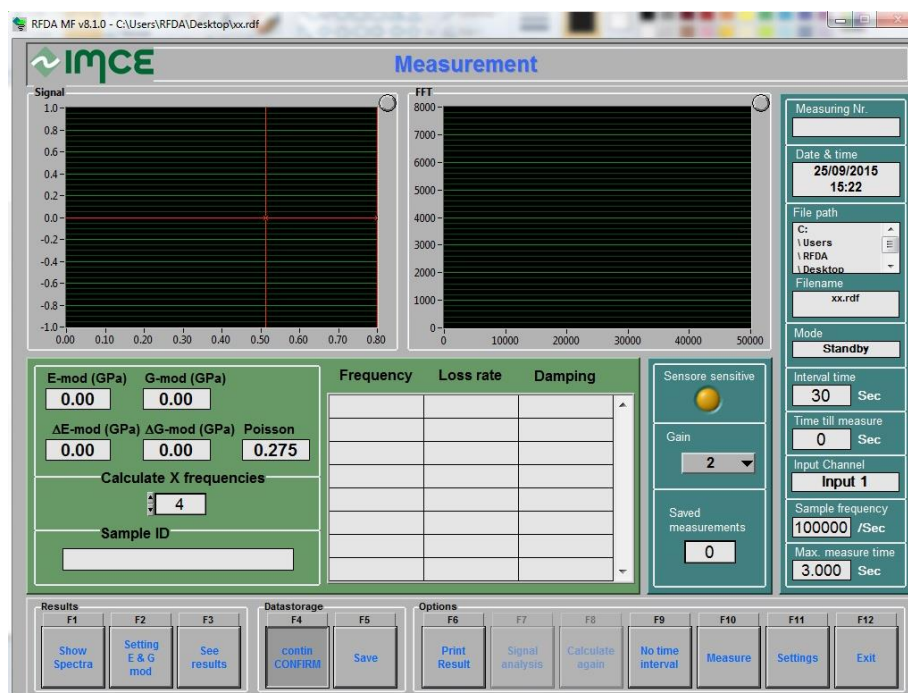 RFDA MF v8.1.0 - C:\Users\RFDA\Desktop\xx.rdf
IMCE
Measurement
Signal
1.0
0.8
0.6
0.4
0.2
0.0
-0.2
-0.4
-0.6
-0.8
-1.0
0.00 0.10 0.20 0.30 0.40 0.50 0.60 0.70 0.80
FFT
8000
7000
6000
5000
4000
3000
2000
1000
0
0 10000 20000 30000 40000 50000
Measuring Nr.
Date & time
25/09/2015
15:22
File path
C:
\ Users
\ RFDA
\ Desktop
Filename
xx.rdf
Mode
Standby
Interval time
30 Sec
Time till measure
0 Sec
Input Channel
Input 1
Sample frequency
100000 /Sec
Max. measure time
3.000 Sec
E-mod (GPa) G-mod (GPa)
0.00 0.00
ΔE-mod (GPa) ΔG-mod (GPa) Poisson
0.00 0.00 0.275
Calculate X frequencies
4
Sample ID
Frequency Loss rate Damping
Sensore sensitive
Gain
2
Saved
measurements
0
Results
F1 F2 F3
Show
Spectra
Setting
E & G
mod
See
results
Datastorage
F4 F5
contin
CONFIRM
Save
Options
F6 F7 F8 F9 F10 F11 F12
Print
Result
Signal
analysis
Calculate
again
No time
interval
Measure
Settings
Exit